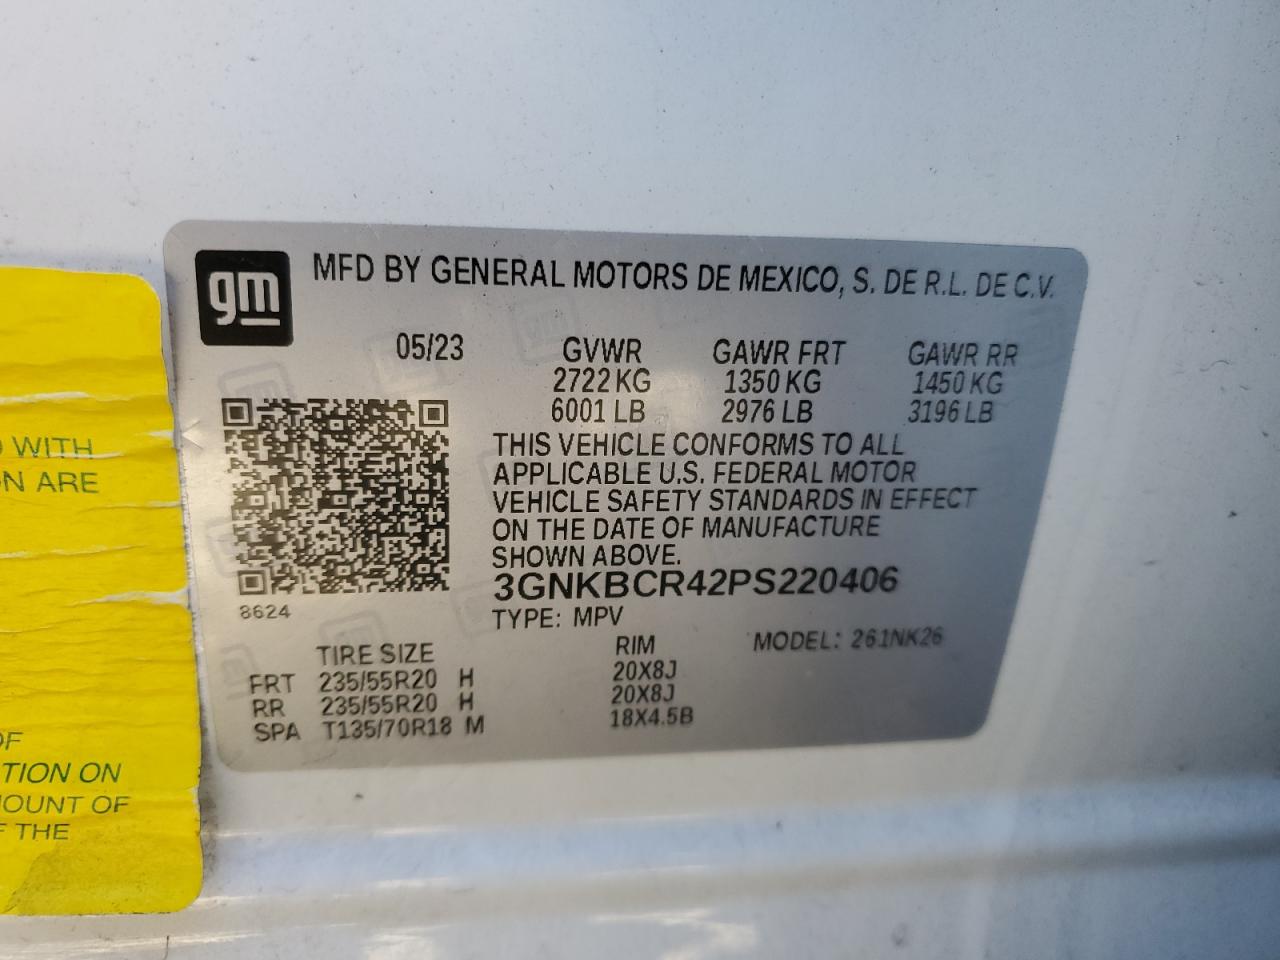 gm
MFD BY GENERAL MOTORS DE MEXICO, S. DE R.L. DE C.V.
05/23 GVWR GAWR FRT GAWR RR
2722 KG 1350 KG 1450 KG
6001 LB 2976 LB 3196 LB
THIS VEHICLE CONFORMS TO ALL
APPLICABLE U.S. FEDERAL MOTOR
VEHICLE SAFETY STANDARDS IN EFFECT
ON THE DATE OF MANUFACTURE
SHOWN ABOVE.
3GNKBCR42PS220406
8624
TYPE: MPV
MODEL: 261NK26
TIRE SIZE RIM
FRT 235/55R20 H 20X8J
RR 235/55R20 H 20X8J
SPA T135/70R18 M 18X4.5B
WITH
ARE
OF
TION ON
OUNT OF
THE